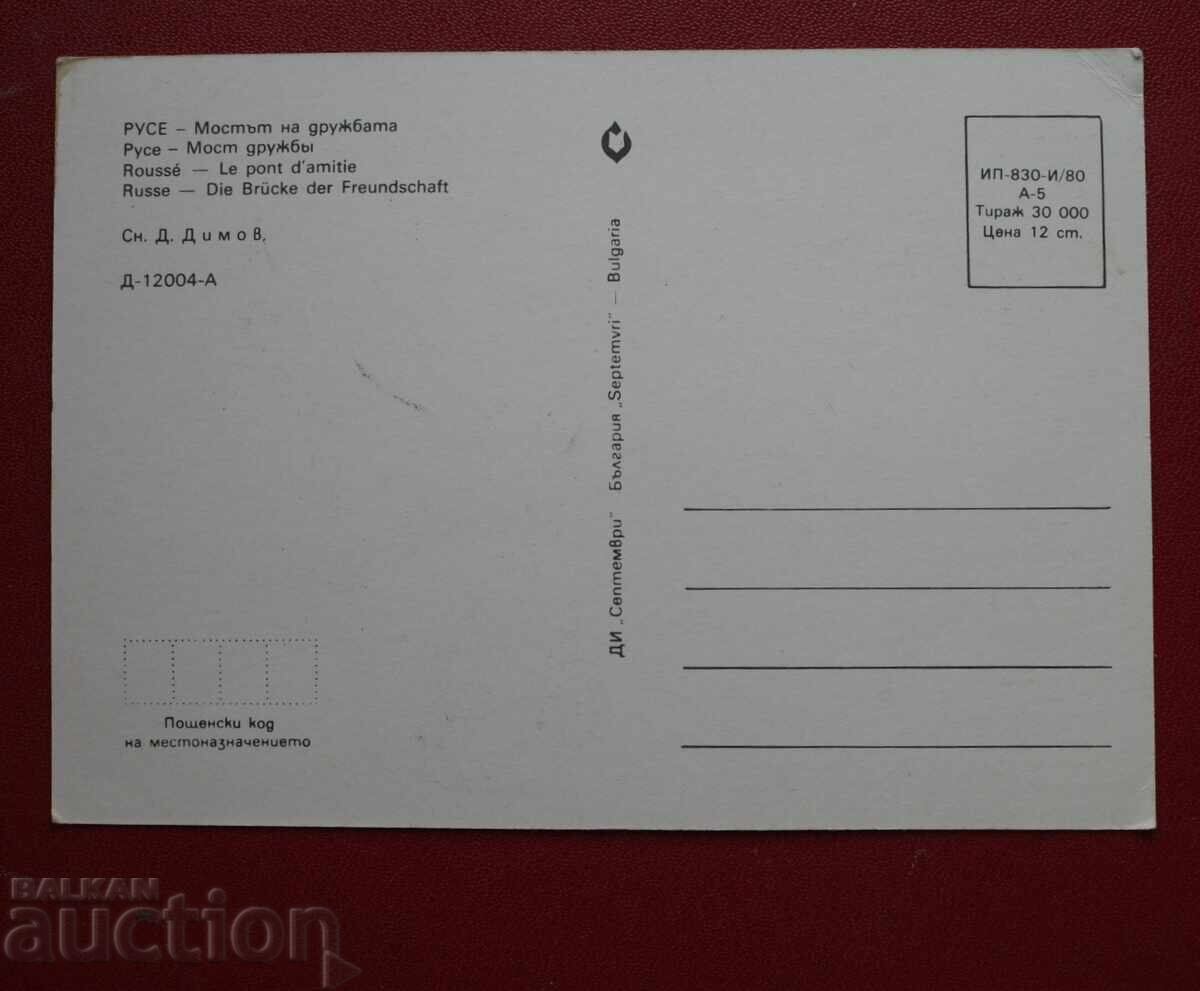 РУСЕ – Мостът на дружбата
Русе – Мост дружбы
Roussé — Le pont d'amitie
Russe — Die Brücke der Freundschaft
Сн. Д. Димов.
Д-12004-А
Пощенски код
на местоназначението
ДИ „Септември" България „Septemvri" — Bulgaria
ИП-830-И/80
А-5
Тираж 30 000
Цена 12 ст.
BALKAN
auction